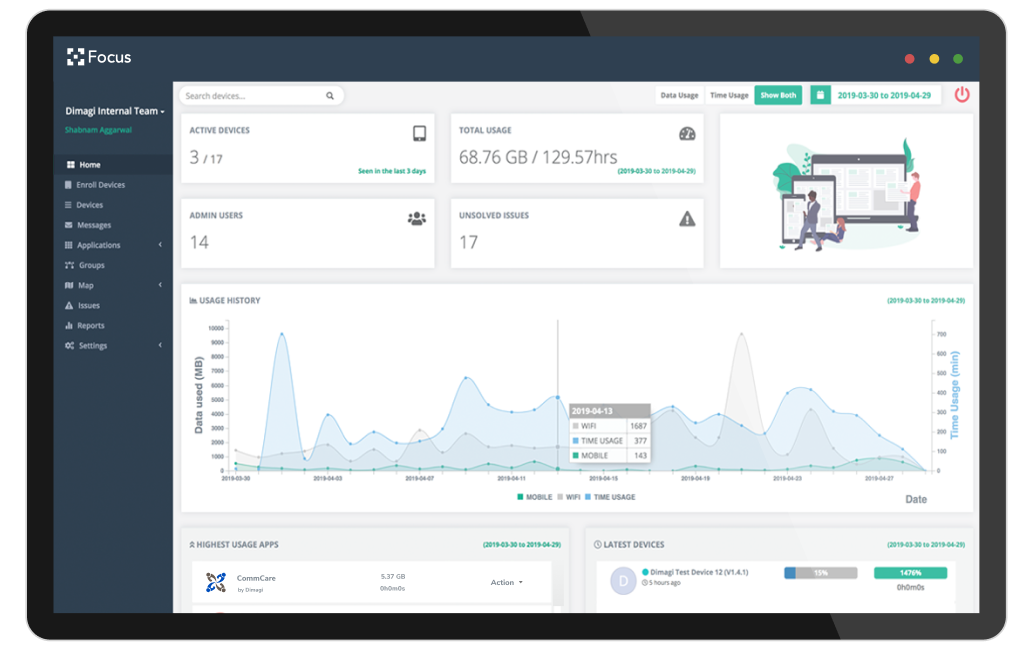 Focus
Dimagi Internal Team
Shabnam Aggarwal
Home
Enroll Devices
Devices
Messages
Applications
Groups
Map
Issues
Reports
Settings
Search devices...
Data Usage Time Usage Show Both 2019-03-30 to 2019-04-29
ACTIVE DEVICES
3 / 17
Seen in the last 3 days
TOTAL USAGE
68.76 GB / 129.57hrs
(2019-03-30 to 2019-04-29)
ADMIN USERS
14
UNSOLVED ISSUES
17
USAGE HISTORY (2019-03-30 to 2019-04-29)
Data used (MB)
10000
9000
8000
7000
6000
5000
4000
3000
2000
1000
0
700
600
500
400
300
200
100
0
Time Usage (min)
2019-04-13
WIFI 1687
TIME USAGE 377
MOBILE 143
2019-03-30 2019-04-03 2019-04-07 2019-04-11 2019-04-15 2019-04-19 2019-04-23 2019-04-27
MOBILE WIFI TIME USAGE
Date
HIGHEST USAGE APPS (2019-03-30 to 2019-04-29)
CommCare
by Dimagi
5.37 GB
0h0m0s
Action
LATEST DEVICES (2019-03-30 to 2019-04-29)
D
Dimagi Test Device 12 (V1.4.1)
5 hours ago
15%
1476%
0h0m0s